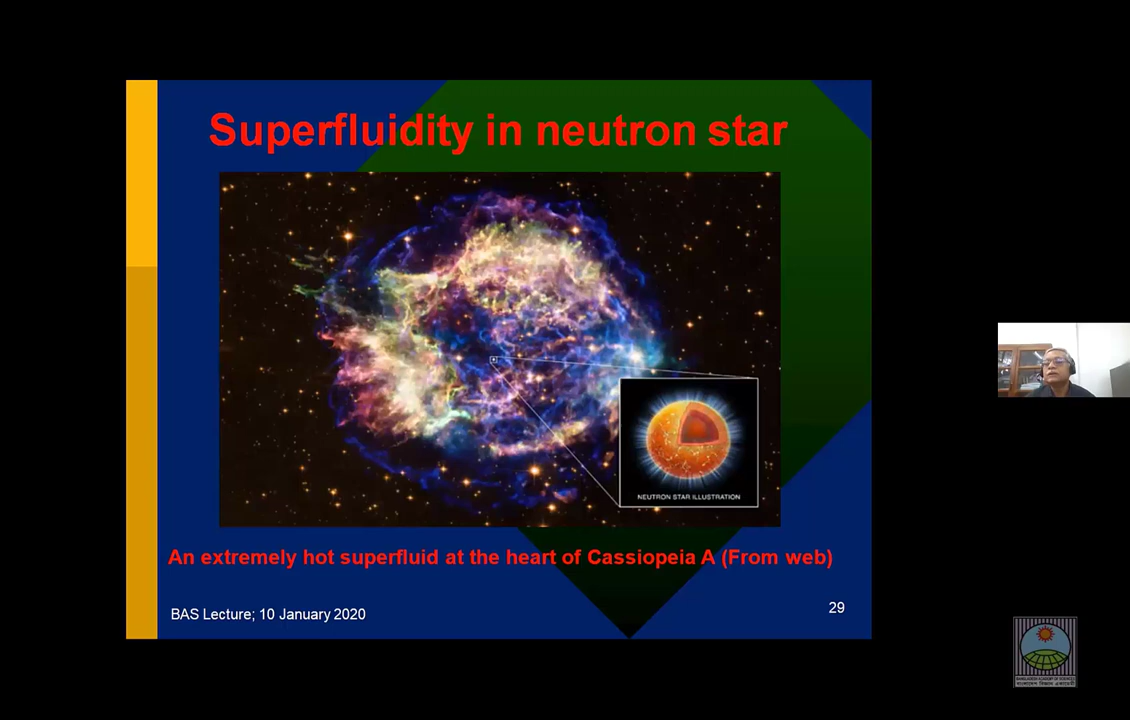 Superfluidity in neutron star
NEUTRON STAR ILLUSTRATION
An extremely hot superfluid at the heart of Cassiopeia A (From web)
BAS Lecture; 10 January 2020
29